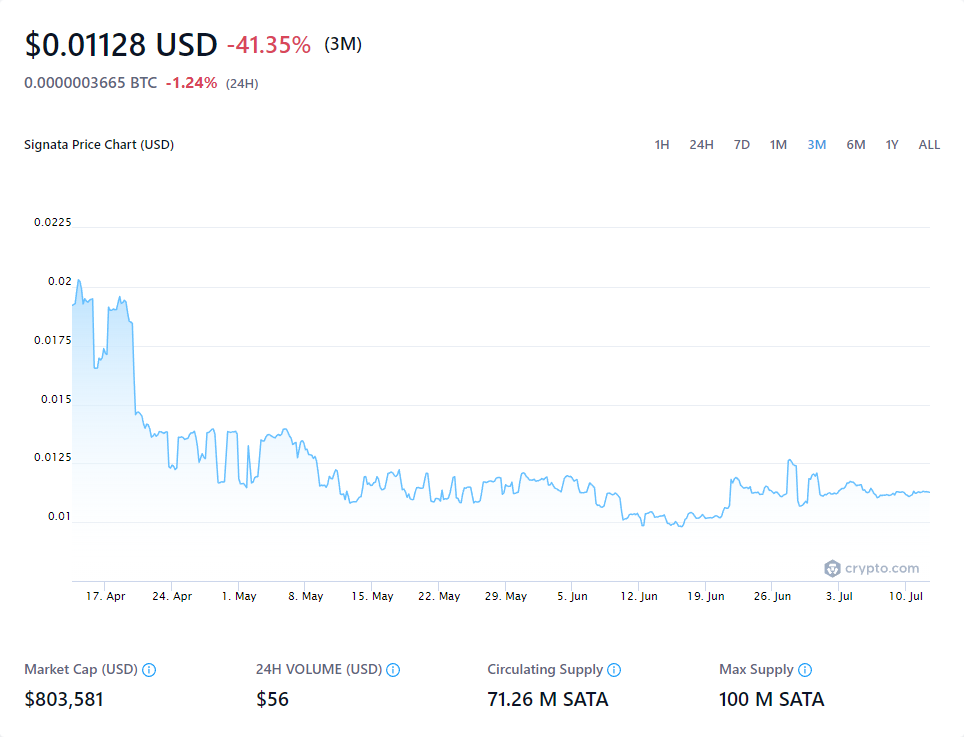 $0.01128 USD -41.35% (3M)
0.0000003665 BTC -1.24% (24H)
Signata Price Chart (USD) 1H 24H 7D 1M 3M 6M 1Y ALL
0.0225
0.02
0.0175
0.015
0.0125
0.01
crypto.com
17. Apr 24. Apr 1. May 8. May 15. May 22. May 29. May 5. Jun 12. Jun 19. Jun 26. Jun 3. Jul 10. Jul
Market Cap (USD) 24H VOLUME (USD) Circulating Supply Max Supply
$803,581 $56 71.26 M SATA 100 M SATA